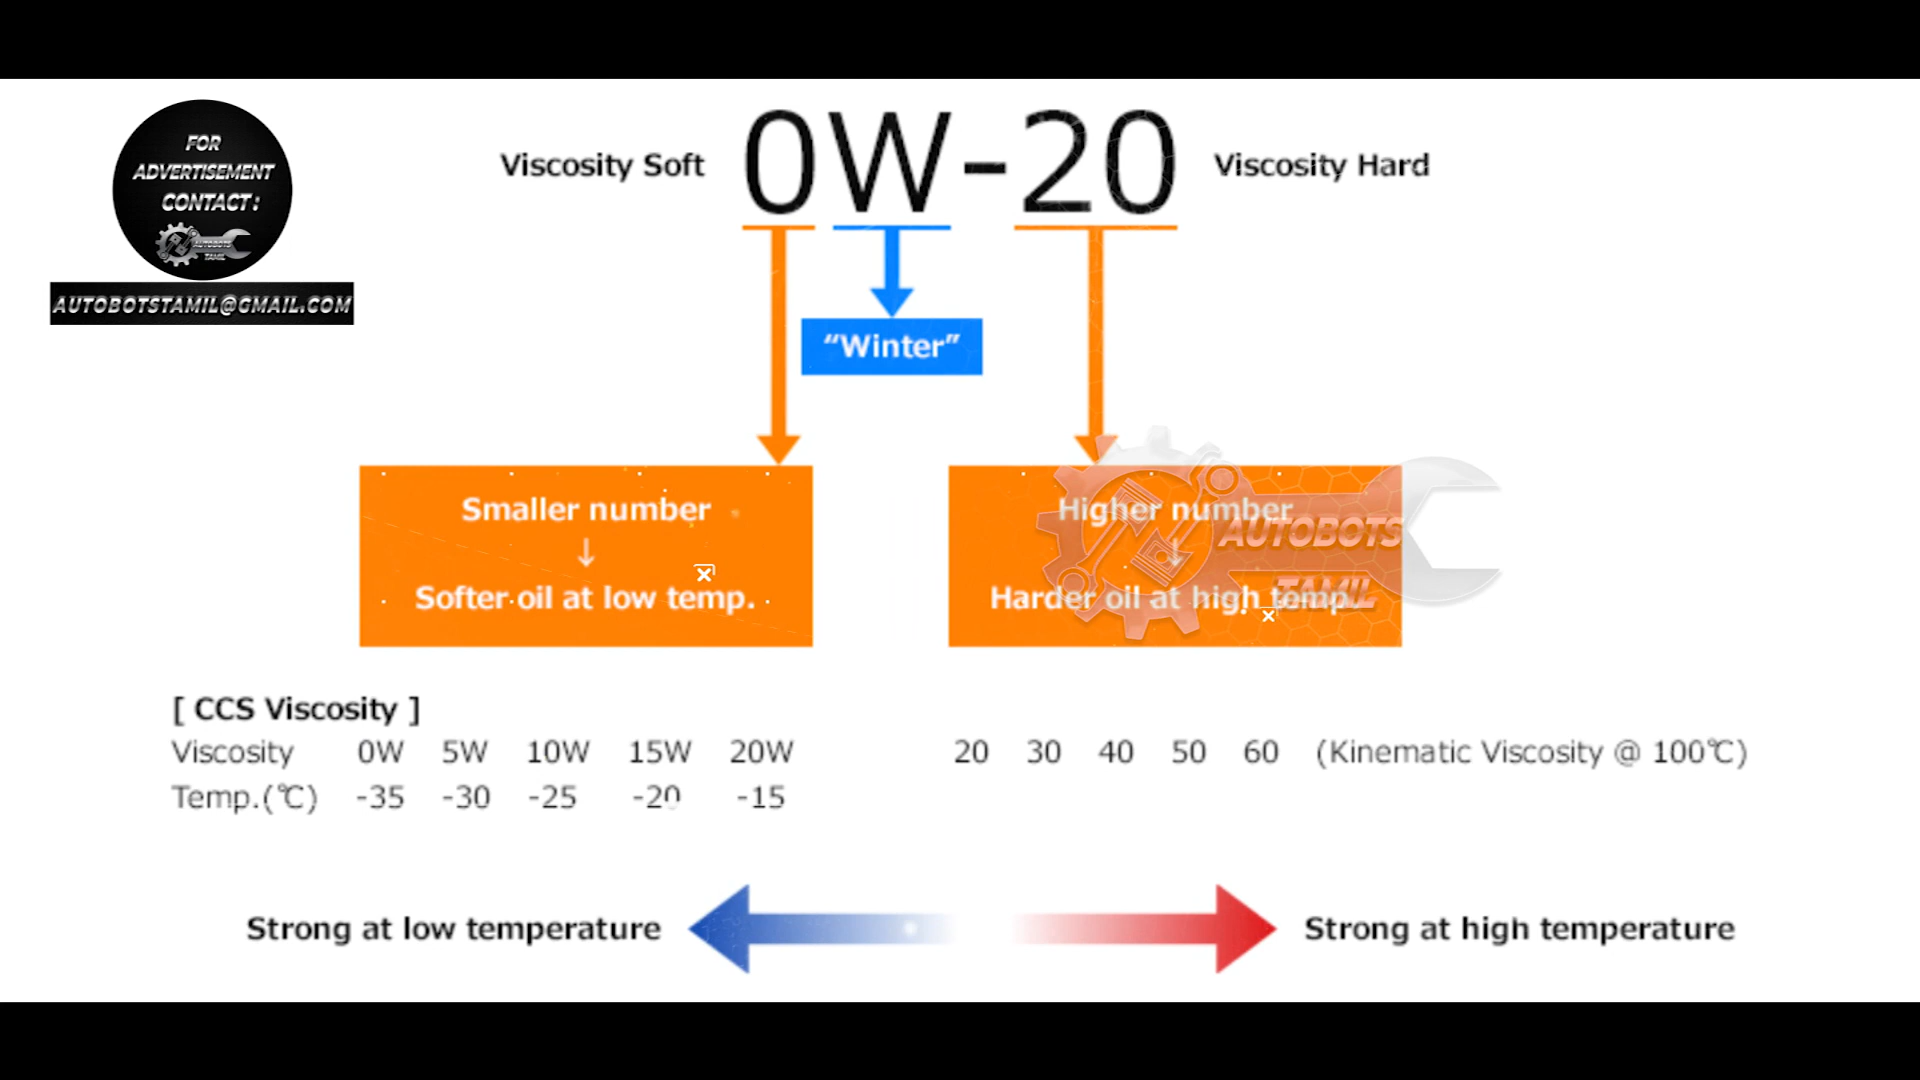 FOR
ADVERTISEMENT
CONTACT :
AUTOBOTS
TAMIL
AUTOBOTSTAMIL@GMAIL.COM
Viscosity Soft 0W-20 Viscosity Hard
“Winter”
Smaller number
↓
Softer oil at low temp.
Higher number
↓
Harder oil at high temp.
AUTOBOTS
TAMIL
[ CCS Viscosity ]
Viscosity 0W 5W 10W 15W 20W 20 30 40 50 60 (Kinematic Viscosity @ 100℃)
Temp.(℃) -35 -30 -25 -20 -15
Strong at low temperature
Strong at high temperature